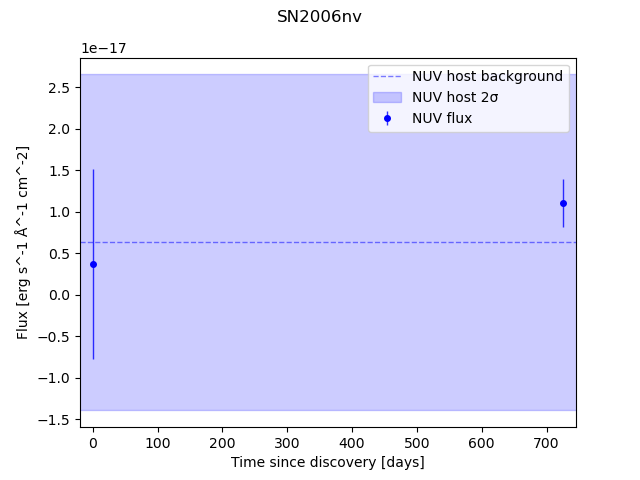 SN2006nv
1e−17
NUV host background
NUV host 2σ
NUV flux
2.5
2.0
1.5
1.0
0.5
0.0
−0.5
−1.0
−1.5
Flux [erg s^-1 Å^-1 cm^-2]
0 100 200 300 400 500 600 700
Time since discovery [days]